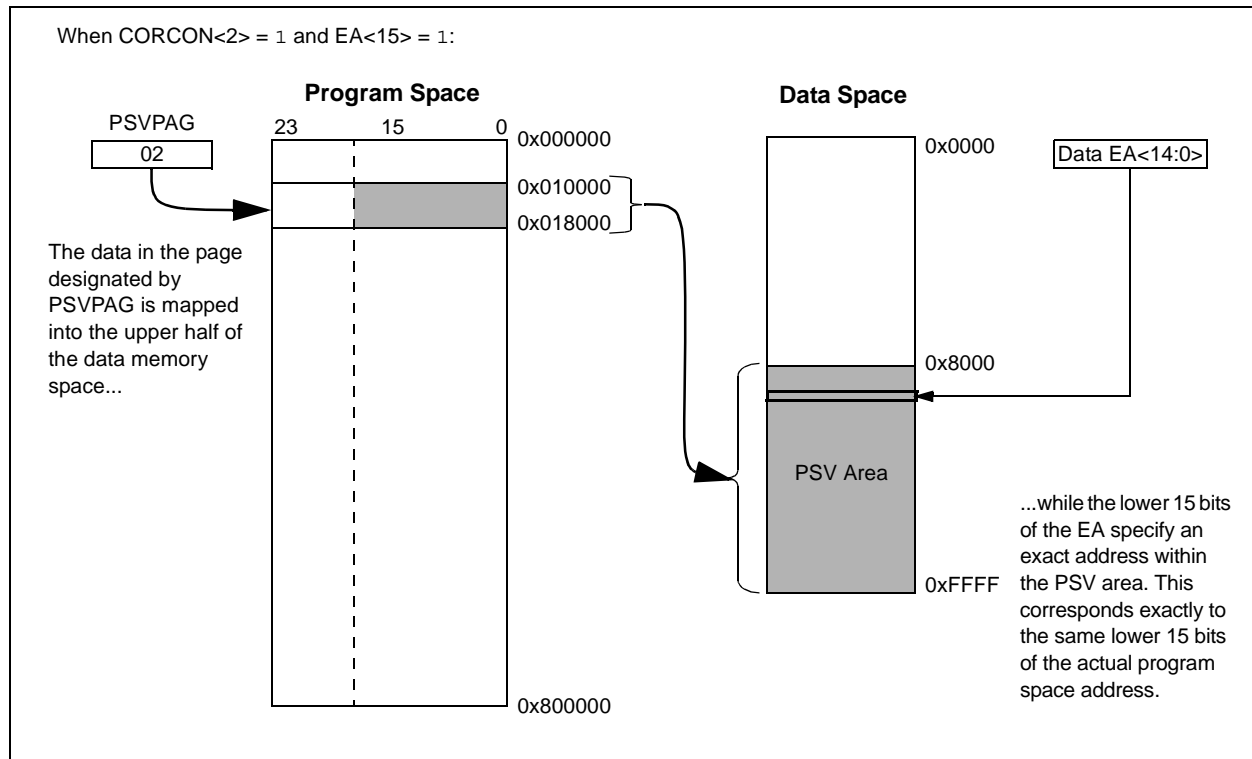 When CORCON<2> = 1 and EA<15> = 1:
Program Space
Data Space
PSVPAG
02
23 15 0
0x000000
0x010000
0x018000
0x800000
The data in the page
designated by
PSVPAG is mapped
into the upper half of
the data memory
space...
0x0000
0x8000
0xFFFF
PSV Area
Data EA<14:0>
...while the lower 15 bits
of the EA specify an
exact address within
the PSV area. This
corresponds exactly to
the same lower 15 bits
of the actual program
space address.